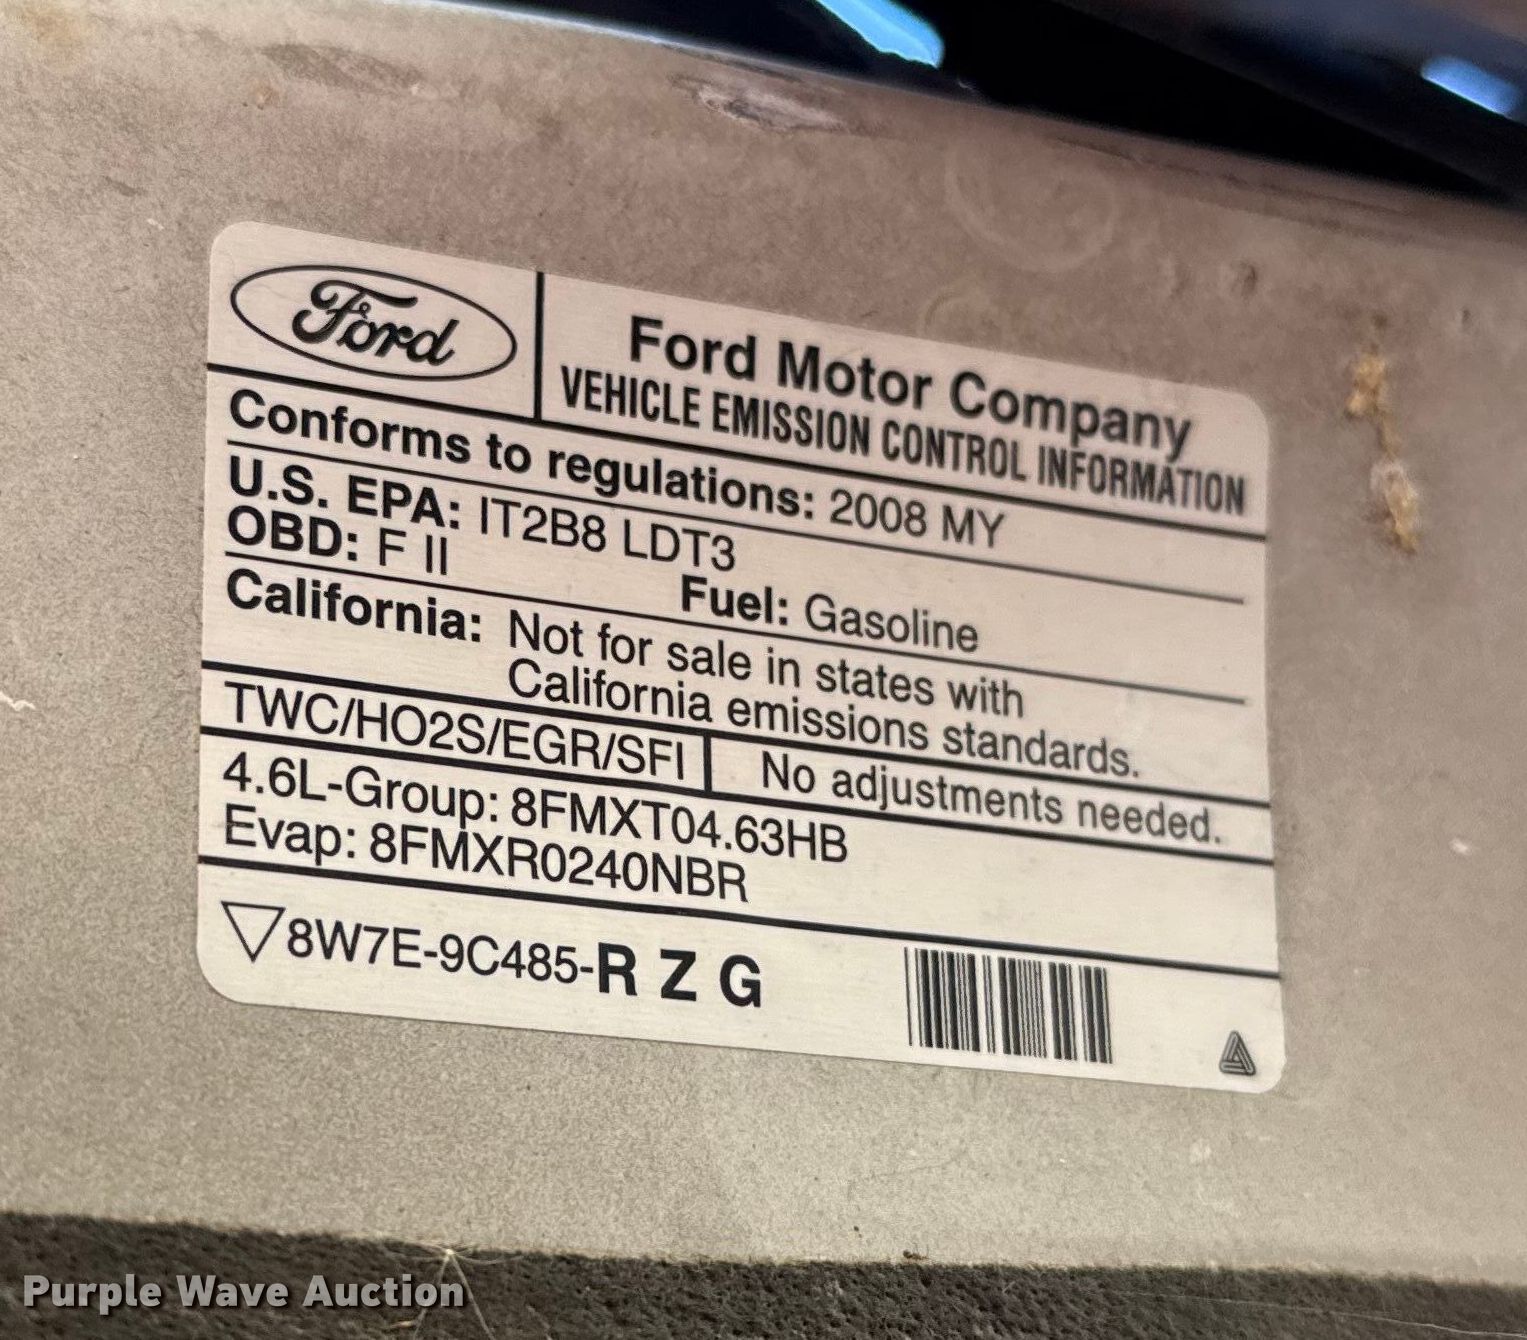 Ford
Ford Motor Company
VEHICLE EMISSION CONTROL INFORMATION
Conforms to regulations: 2008 MY
U.S. EPA: IT2B8 LDT3
OBD: F II Fuel: Gasoline
California: Not for sale in states with
California emissions standards.
TWC/HO2S/EGR/SFI No adjustments needed.
4.6L-Group: 8FMXT04.63HB
Evap: 8FMXR0240NBR
8W7E-9C485-R Z G
Purple Wave Auction